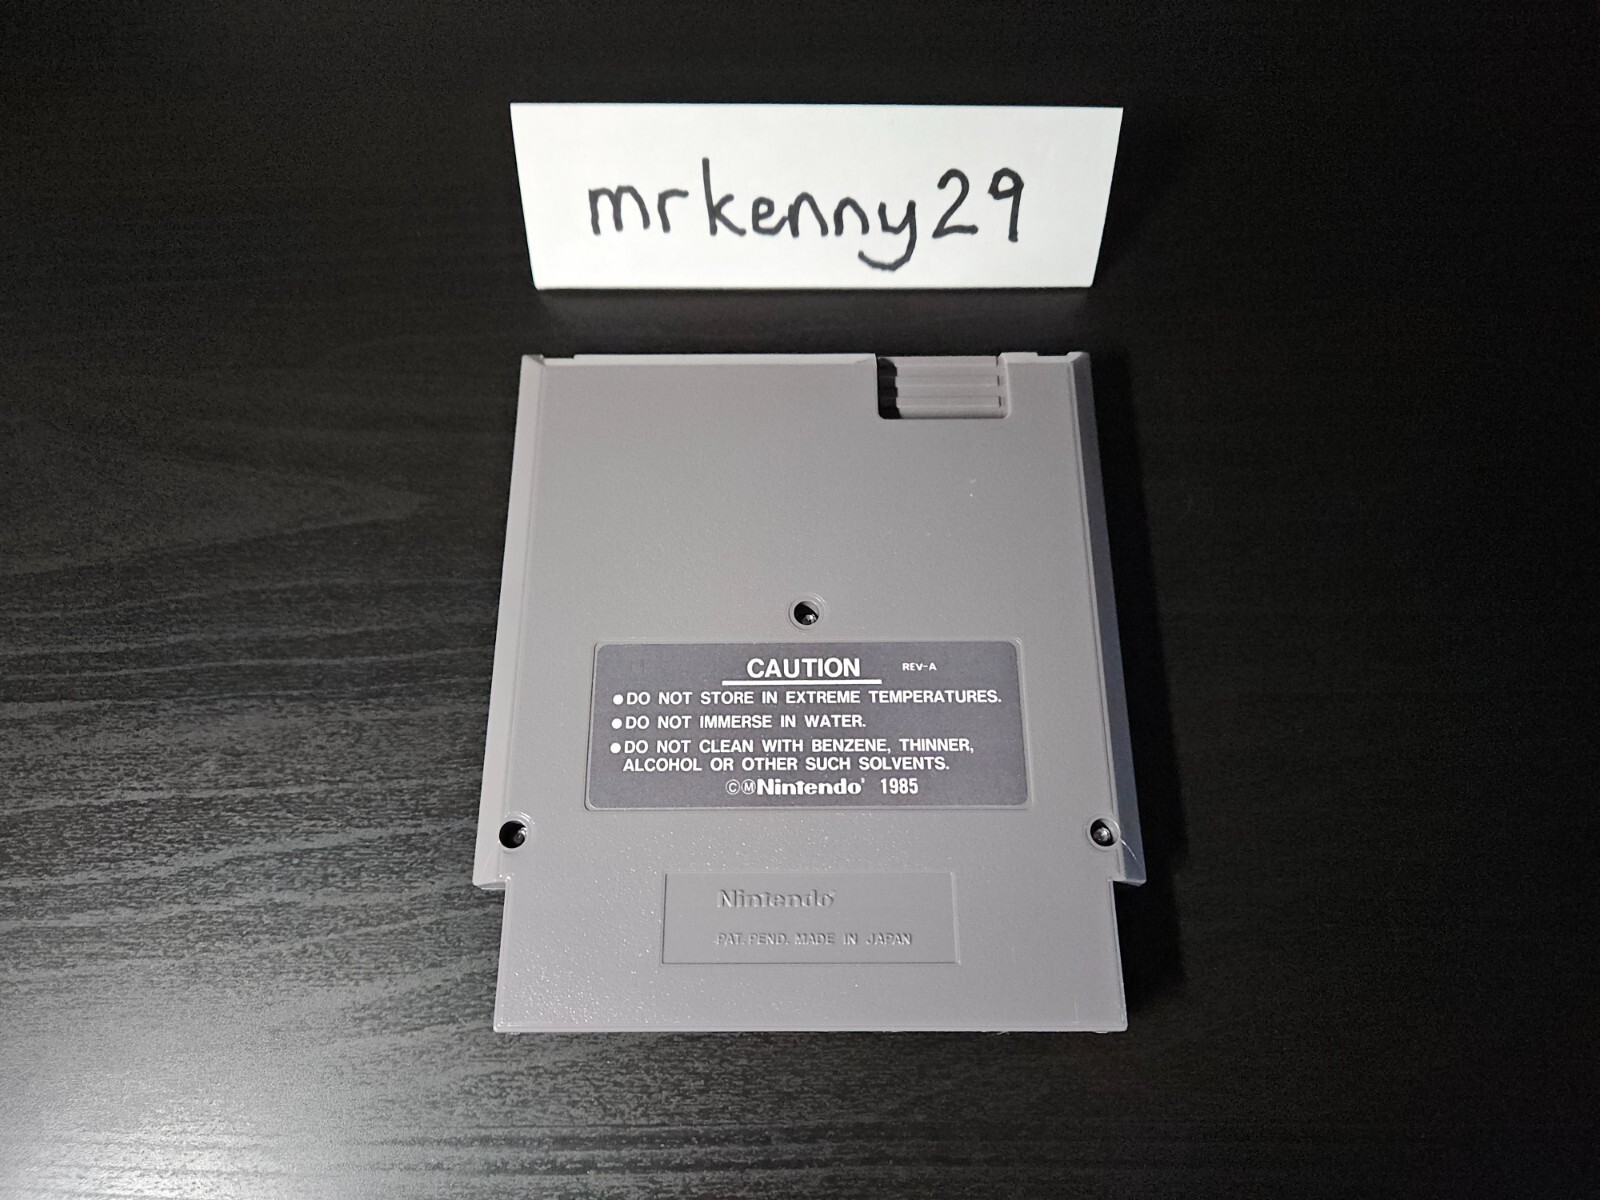 mrkenny29
CAUTION REV-A
●DO NOT STORE IN EXTREME TEMPERATURES.
●DO NOT IMMERSE IN WATER.
●DO NOT CLEAN WITH BENZENE, THINNER,
ALCOHOL OR OTHER SUCH SOLVENTS.
©ⓂNintendo® 1985
Nintendo®
PAT. PEND. MADE IN JAPAN